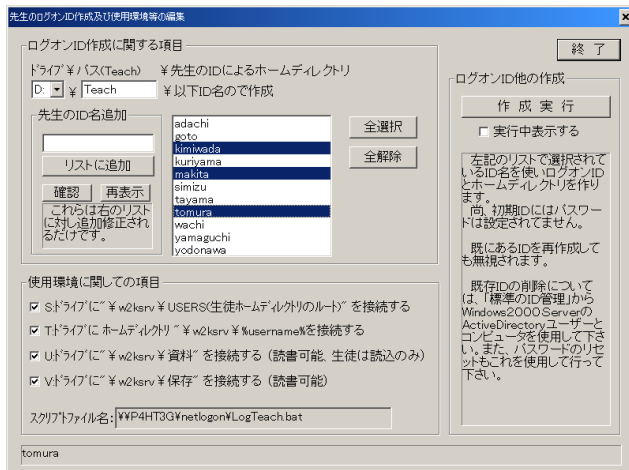 先生のログオンID作成及び使用環境等の編集
ログオンID作成に関する項目
ﾄﾞﾗｲﾌﾞ¥パス(Teach) ¥先生のIDによるホームディレクトリ
D: ¥ Teach ¥以下ID名ので作成
先生のID名追加
リストに追加
確認 再表示
これらは右のリスト
に対し追加修正され
るだけです。
adachi
goto
kimiwada
kuriyama
makita
simizu
tayama
tomura
wachi
yamaguchi
yodonawa
全選択
全解除
使用環境に関しての項目
S:ﾄﾞﾗｲﾌﾞに"¥w2ksrv¥USERS(生徒ホームディレクトリのルート)"を接続する
T:ﾄﾞﾗｲﾌﾞに ホームディレクトリ "¥w2ksrv¥%username%を接続する
U:ﾄﾞﾗｲﾌﾞに"¥w2ksrv¥資料"を接続する(読書可能、生徒は読込のみ)
V:ﾄﾞﾗｲﾌﾞに"¥w2ksrv¥保存"を接続する(読書可能)
ｽｸﾘﾌﾟﾄﾌｧｲﾙ名: ¥¥P4HT3G¥netlogon¥LogTeach.bat
終 了
ログオンID他の作成
作 成 実 行
実行中表示する
左記のリストで選択されて
いるID名を使いログオンID
とホームディレクトリを作り
ます。
尚、初期IDにはパスワー
ドは設定されてません。
既にあるIDを再作成して
も無視されます。
既存IDの削除について
は、「標準のID管理」から
Windows2000Serverの
ActiveDirectoryユーザーと
コンピュータを使用して下さ
い。また、パスワードのリセ
ットもこれを使用して行って
下さい。
tomura